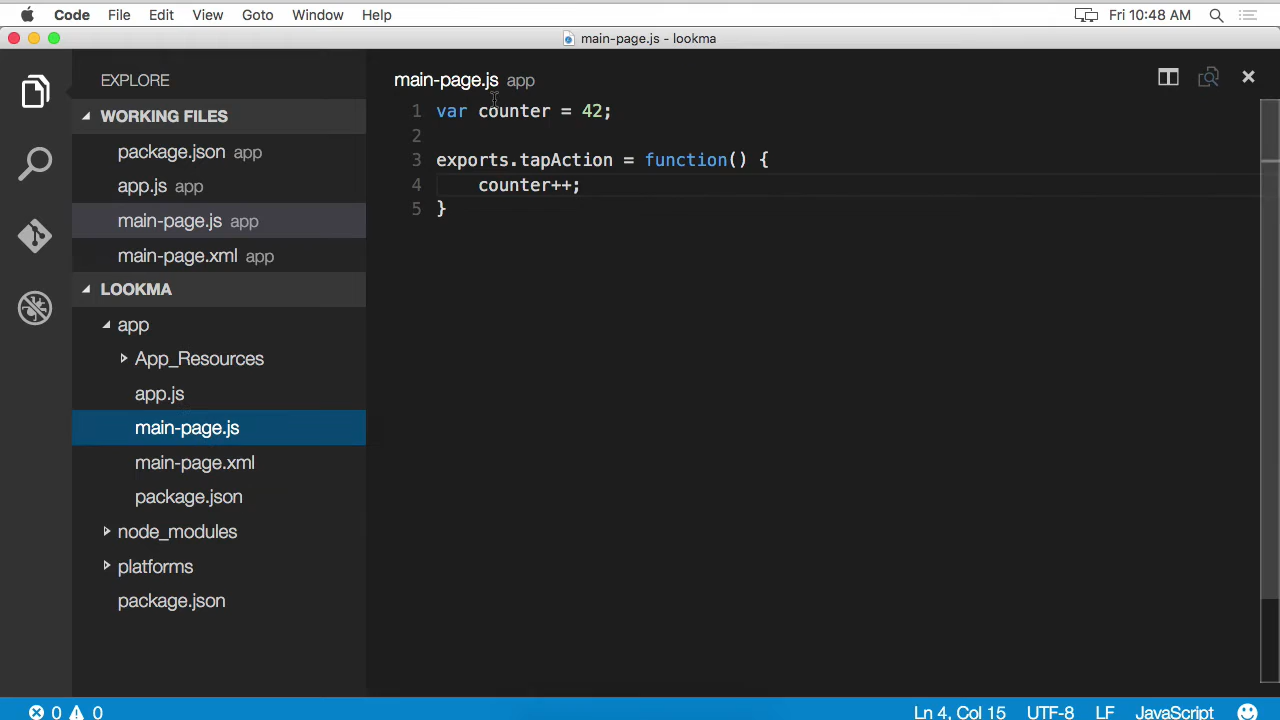 Code File Edit View Goto Window Help Fri 10:48 AM
main-page.js - lookma
EXPLORE
WORKING FILES
package.json app
app.js app
main-page.js app
main-page.xml app
LOOKMA
app
App_Resources
app.js
main-page.js
main-page.xml
package.json
node_modules
platforms
package.json
main-page.js app
1 var counter = 42;
2
3 exports.tapAction = function() {
4 counter++;
5 }
0 0 Ln 4, Col 15 UTF-8 LF JavaScript